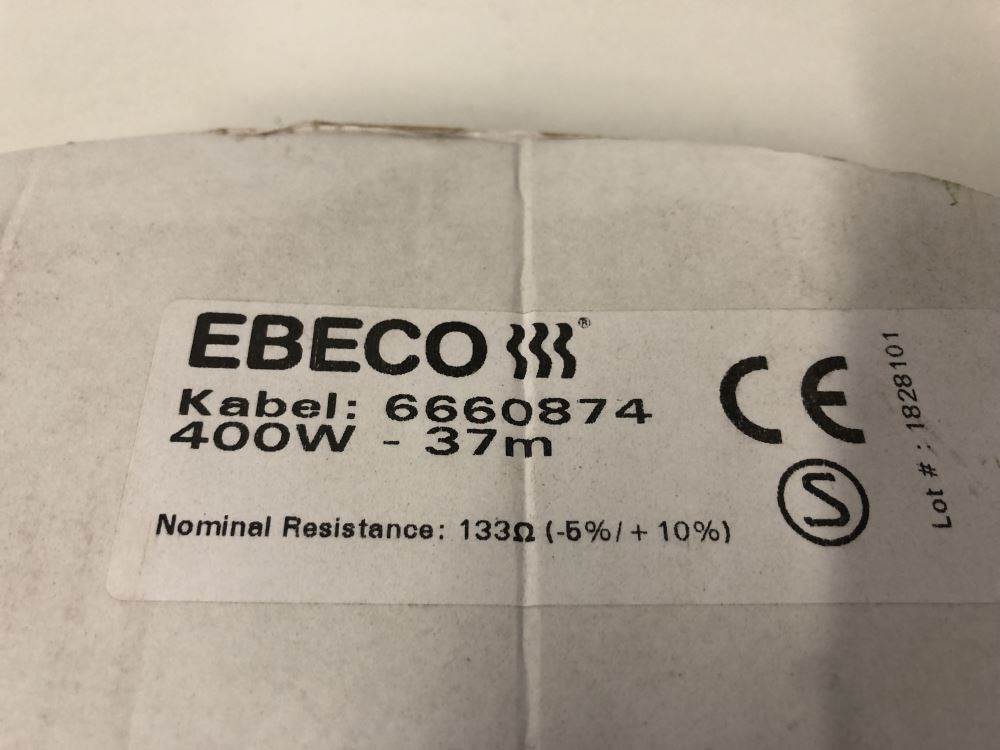 EBECO ®
Kabel: 6660874
400W - 37m
Nominal Resistance: 133Ω (-5%/ + 10%)
CE
S
Lot # : 1828101